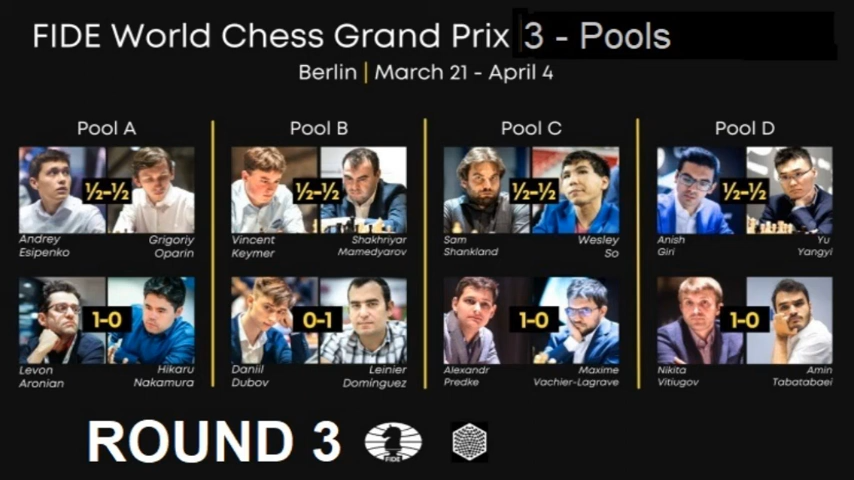 FIDE World Chess Grand Prix 3 - Pools
Berlin | March 21 - April 4
Pool A
½-½
Andrey
Esipenko
Grigoriy
Oparin
1-0
Levon
Aronian
Hikaru
Nakamura
Pool B
½-½
Vincent
Keymer
Shakhriyar
Mamedyarov
0-1
Daniil
Dubov
Leinier
Domínguez
Pool C
½-½
Sam
Shankland
Wesley
So
1-0
Alexandr
Predke
Maxime
Vachier-Lagrave
Pool D
½-½
Anish
Giri
Yu
Yangyi
1-0
Nikita
Vitiugov
Amin
Tabatabaei
ROUND 3
FIDE